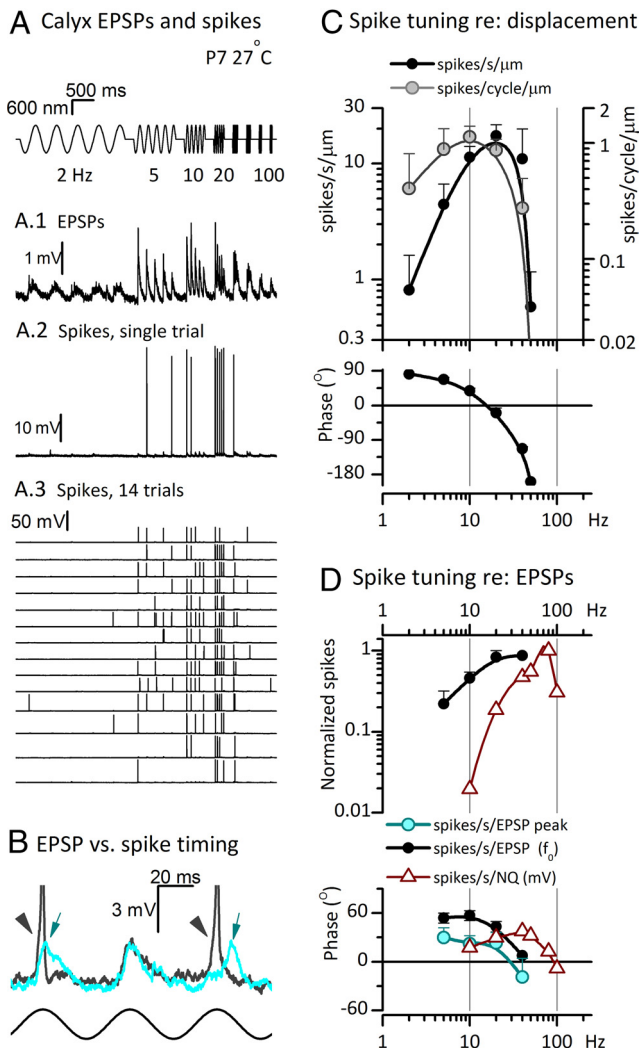 A Calyx EPSPs and spikes
P7 27°C
500 ms
600 nm
2 Hz 5 10 20 100
A.1 EPSPs
1 mV
A.2 Spikes, single trial
10 mV
A.3 Spikes, 14 trials
50 mV
B EPSP vs. spike timing
20 ms
3 mV
C Spike tuning re: displacement
spikes/s/µm
spikes/cycle/µm
30
10
1
0.3
spikes/s/µm
2
1
0.1
0.02
spikes/cycle/µm
90
0
-90
-180
Phase (°)
1 10 100 Hz
D Spike tuning re: EPSPs
1 10 100 Hz
1
0.1
0.01
Normalized spikes
spikes/s/EPSP peak
spikes/s/EPSP (f₀)
spikes/s/NQ (mV)
60
0
-60
Phase (°)
1 10 100 Hz